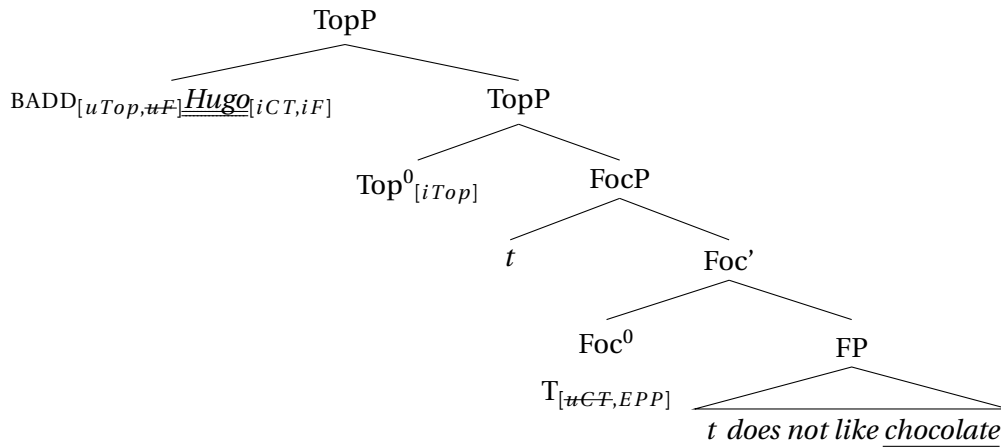 TopP
BADD[uTop,uF]Hugo[iCT,iF] TopP
Top⁰[iTop] FocP
t Foc’
Foc⁰ FP
T[uCT,EPP]
t does not like chocolate